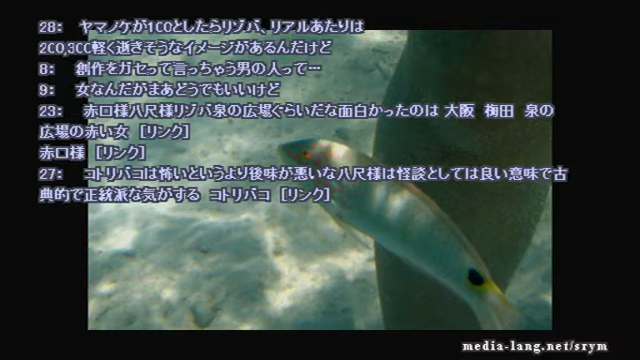 28:　ヤマノケが100としたらリゾバ、リアルあたりは
200,300軽く逝きそうなイメージがあるんだけど
8:　創作をガセって言っちゃう男の人って…
9:　女なんだがまあどうでもいいけど
23:　赤口様八尺様リゾバ泉の広場ぐらいだな面白かったのは 大阪　梅田　泉の
広場の赤い女　[リンク]
赤口様　[リンク]
27:　コトリバコは怖いというより後味が悪いな八尺様は怪談としては良い意味で古
典的で正統派な気がする　コトリバコ　[リンク]
media-lang.net/srym